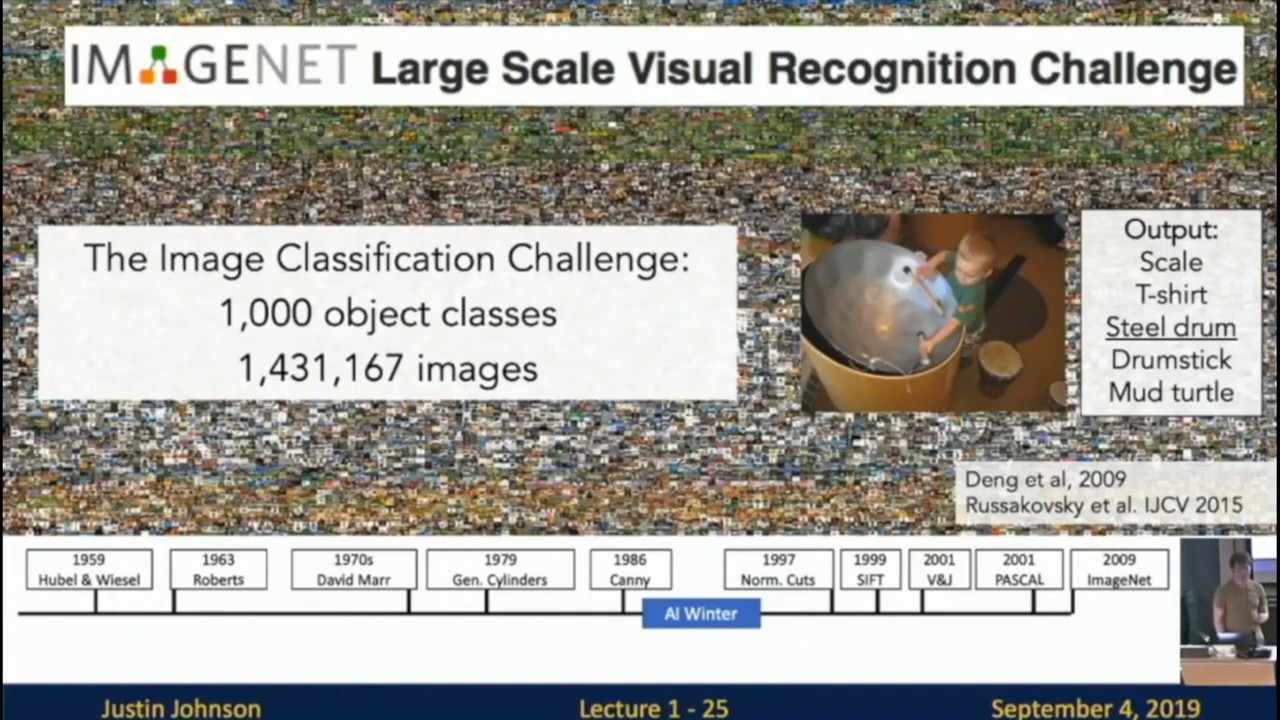 IMAGENET Large Scale Visual Recognition Challenge
The Image Classification Challenge:
1,000 object classes
1,431,167 images
Output:
Scale
T-shirt
Steel drum
Drumstick
Mud turtle
Deng et al, 2009
Russakovsky et al. IJCV 2015
1959
Hubel & Wiesel
1963
Roberts
1970s
David Marr
1979
Gen. Cylinders
1986
Canny
1997
Norm. Cuts
1999
SIFT
2001
V&J
2001
PASCAL
2009
ImageNet
AI Winter
Justin Johnson
Lecture 1 - 25
September 4, 2019